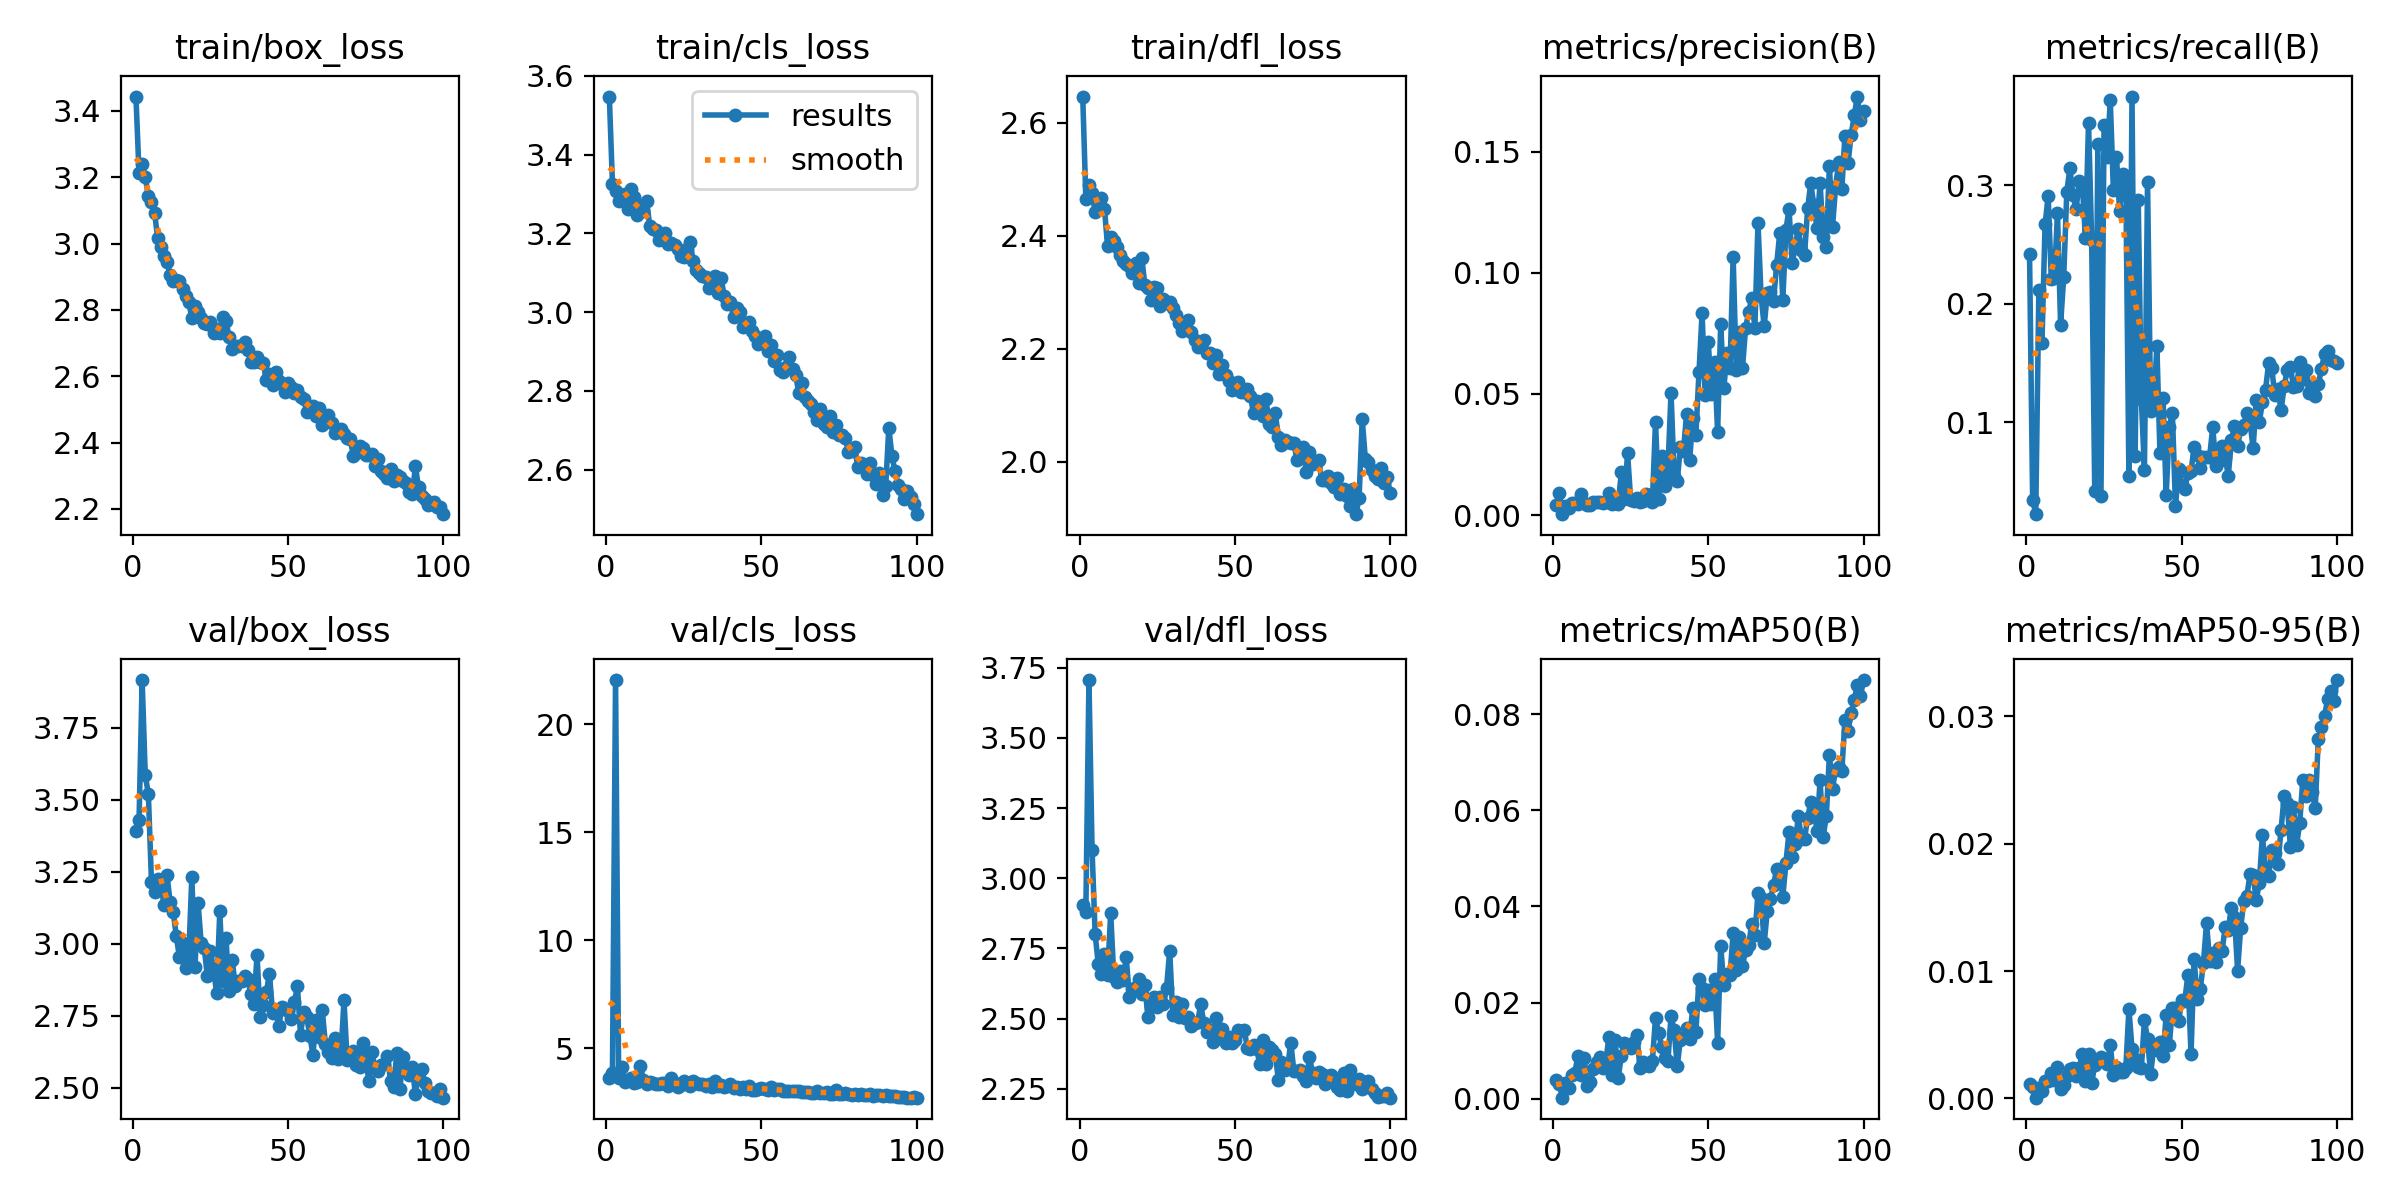 train/box_loss
train/cls_loss
train/dfl_loss
metrics/precision(B)
metrics/recall(B)
3.4
3.2
3.0
2.8
2.6
2.4
2.2
0 50 100
3.6
3.4
3.2
3.0
2.8
2.6
results
smooth
0 50 100
2.6
2.4
2.2
2.0
0 50 100
0.15
0.10
0.05
0.00
0 50 100
0.3
0.2
0.1
0 50 100
val/box_loss
val/cls_loss
val/dfl_loss
metrics/mAP50(B)
metrics/mAP50-95(B)
3.75
3.50
3.25
3.00
2.75
2.50
0 50 100
20
15
10
5
0 50 100
3.75
3.50
3.25
3.00
2.75
2.50
2.25
0 50 100
0.08
0.06
0.04
0.02
0.00
0 50 100
0.03
0.02
0.01
0.00
0 50 100